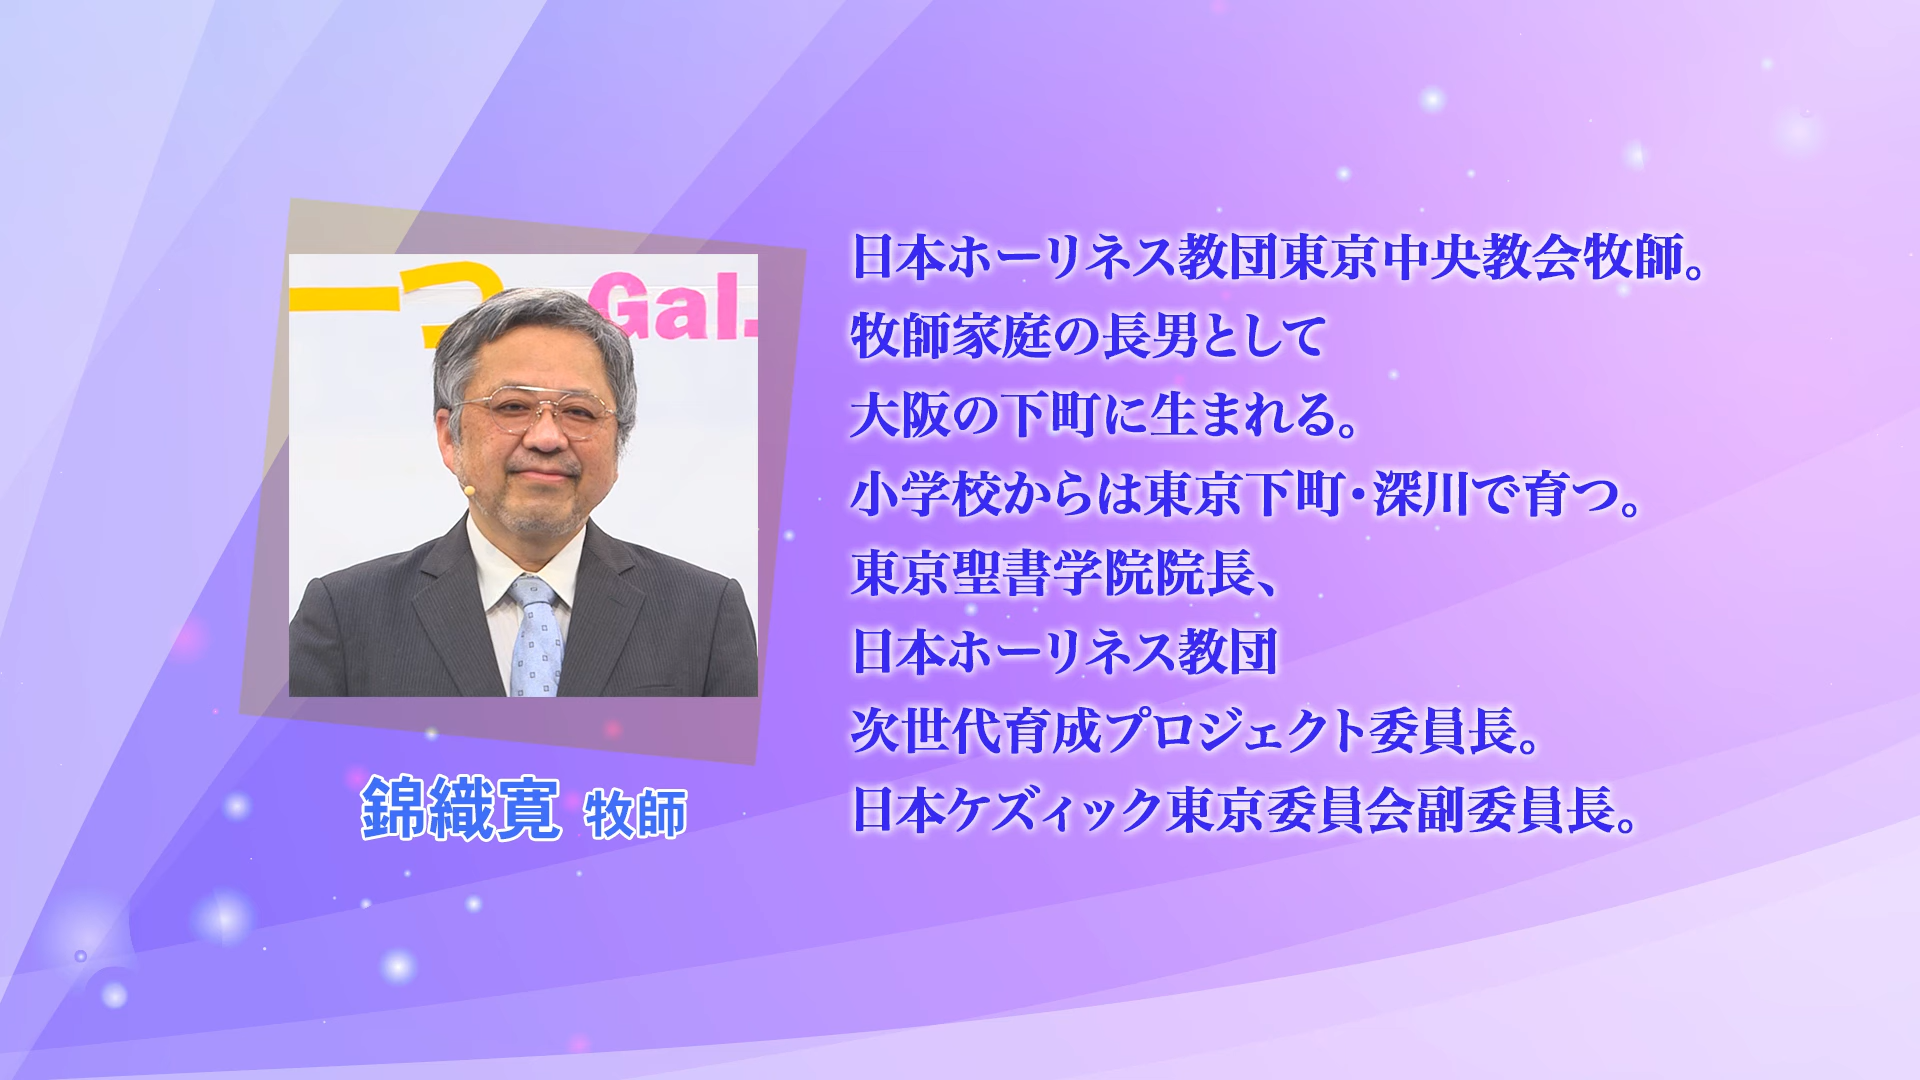 一つ Gal.
日本ホーリネス教団東京中央教会牧師。
牧師家庭の長男として
大阪の下町に生まれる。
小学校からは東京下町・深川で育つ。
東京聖書学院院長、
日本ホーリネス教団
次世代育成プロジェクト委員長。
日本ケズィック東京委員会副委員長。
錦織寛 牧師